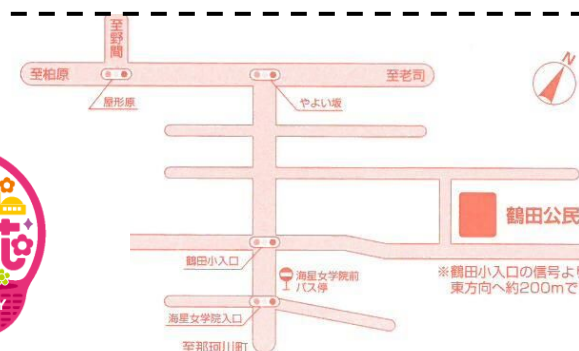 至野間
N
至柏原
至老司
屋形原
やよい坂
鶴田公民
鶴田小入口
海星女学院前
バス停
※鶴田小入口の信号よ
東方向へ約200mで
海星女学院入口
至那珂川町